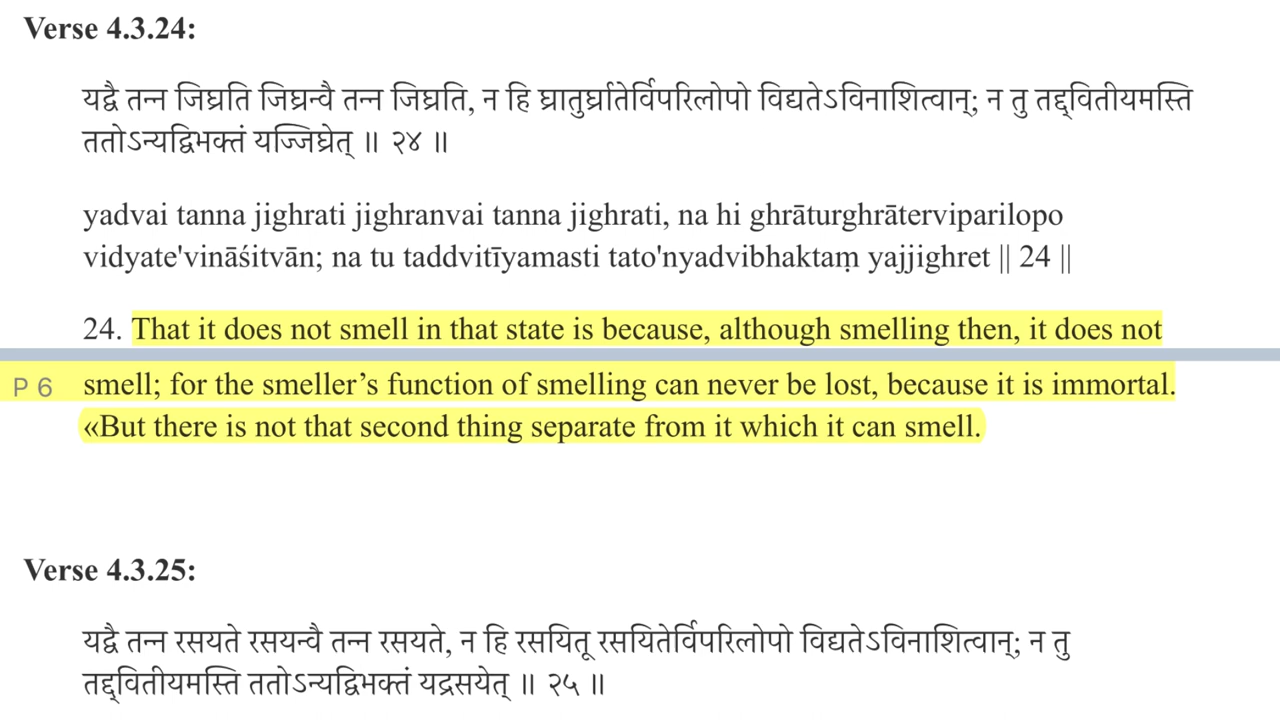 Verse 4.3.24:
यद्वै तन्न जिघ्रति जिघ्रन्वै तन्न जिघ्रति, न हि घ्रातुर्घ्रातेर्विपरिलोपो विद्यतेऽविनाशित्वान्; न तु तद्द्वितीयमस्ति
ततोऽन्यद्विभक्तं यज्जिघ्रेत् ॥ २४ ॥
yadvai tanna jighrati jighranvai tanna jighrati, na hi ghrāturghrāterviparilopo
vidyate'vināśitvān; na tu taddvitīyamasti tato'nyadvibhaktaṃ yajjighret || 24 ||
24. That it does not smell in that state is because, although smelling then, it does not
P 6 smell; for the smeller’s function of smelling can never be lost, because it is immortal.
«But there is not that second thing separate from it which it can smell.
Verse 4.3.25:
यद्वै तन्न रसयते रसयन्वै तन्न रसयते, न हि रसयितू रसयितेर्विपरिलोपो विद्यतेऽविनाशित्वान्; न तु
तद्द्वितीयमस्ति ततोऽन्यद्विभक्तं यद्रसयेत् ॥ २५ ॥